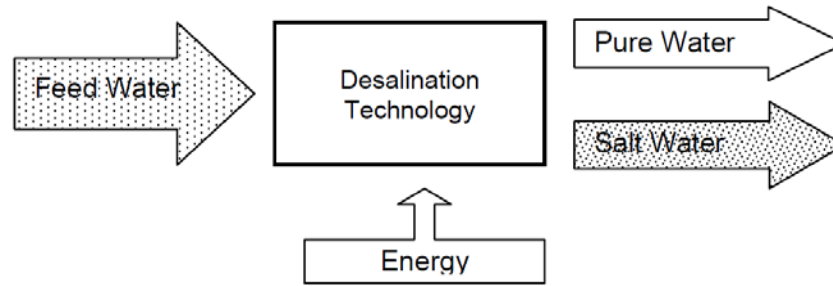 Feed Water
Desalination
Technology
Pure Water
Salt Water
Energy